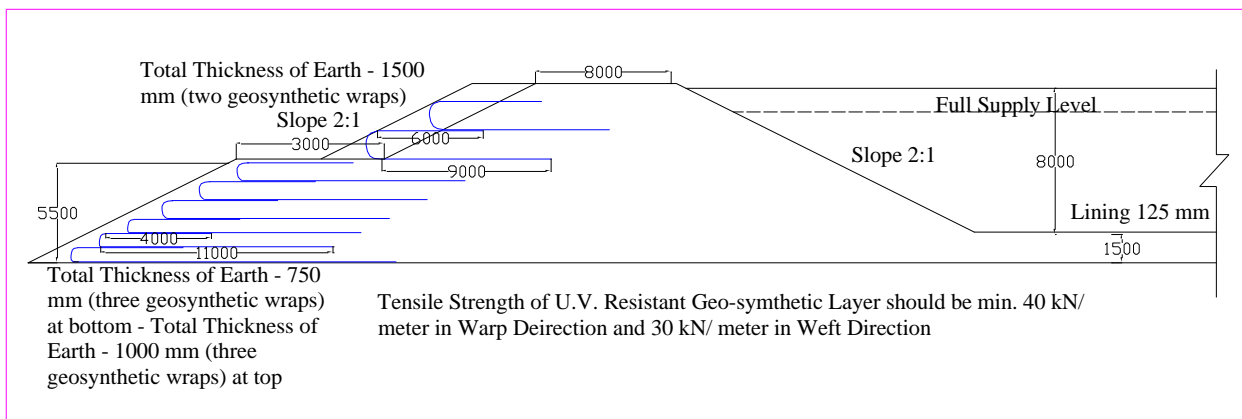 8000
Total Thickness of Earth - 1500
mm (two geosynthetic wraps)
Slope 2:1
Full Supply Level
3000
6000
Slope 2:1
8000
9000
5500
Lining 125 mm
4000
11000
1500
Total Thickness of Earth - 750
mm (three geosynthetic wraps)
at bottom - Total Thickness of
Earth - 1000 mm (three
geosynthetic wraps) at top
Tensile Strength of U.V. Resistant Geo-symthetic Layer should be min. 40 kN/
meter in Warp Deirection and 30 kN/ meter in Weft Direction